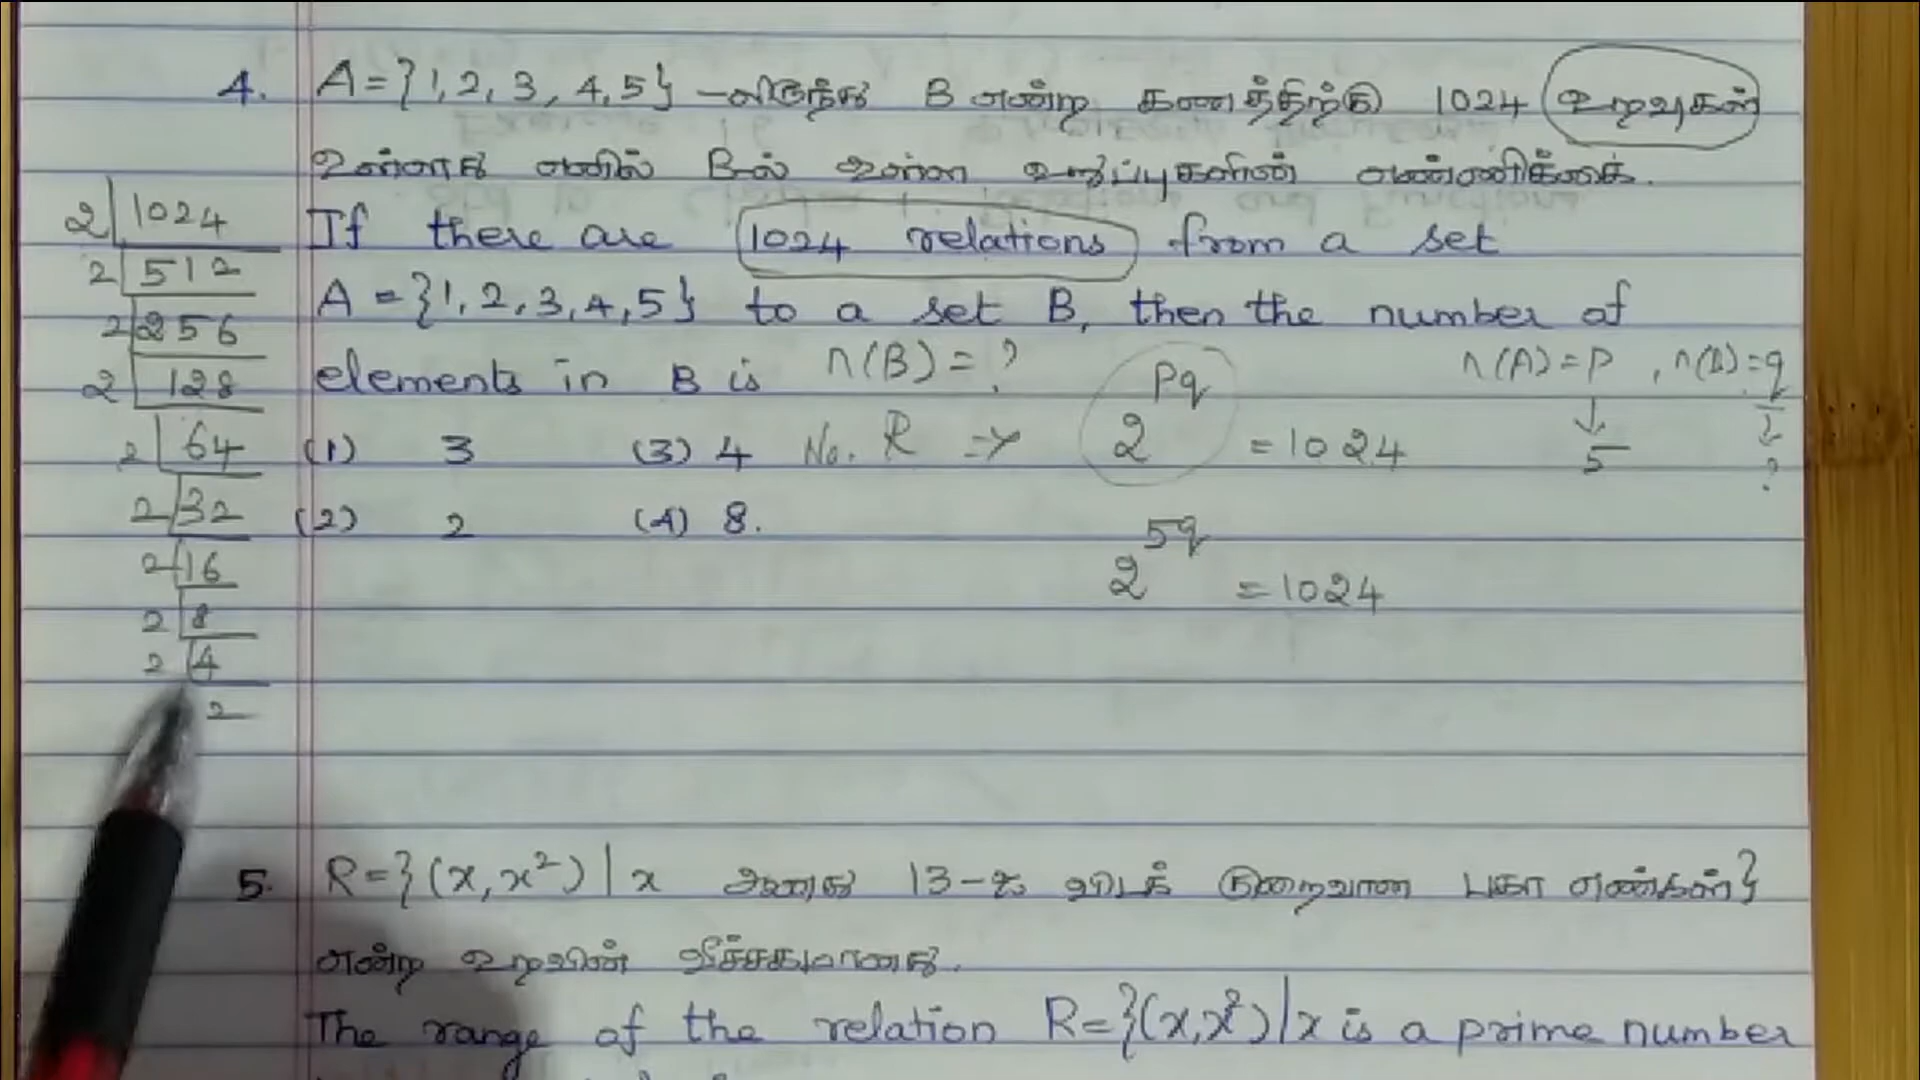 4. A = {1, 2, 3, 4, 5} -லிருந்து B என்ற கணத்திற்கு 1024 உறவுகள்
உள்ளது எனில் B-ல் உள்ள உறுப்புகளின் எண்ணிக்கை.
If there are 1024 relations from a set
A = {1, 2, 3, 4, 5} to a set B, then the number of
elements in B is n(B) = ? n(A) = p, n(B) = q
5 ?
(1) 3 (3) 4 No. R ⇒ 2^pq = 1024
(2) 2 (4) 8.
2^5q = 1024
2 | 1024
2 | 512
2 | 256
2 | 128
2 | 64
2 | 32
2 | 16
2 | 8
2 | 4
2
5. R = {(x, x²) | x ஆனது 13-ஐ விடக் குறைவான பகா எண்கள்}
என்ற உறவின் வீச்சகமானது.
The range of the relation R = {(x, x²) | x is a prime number